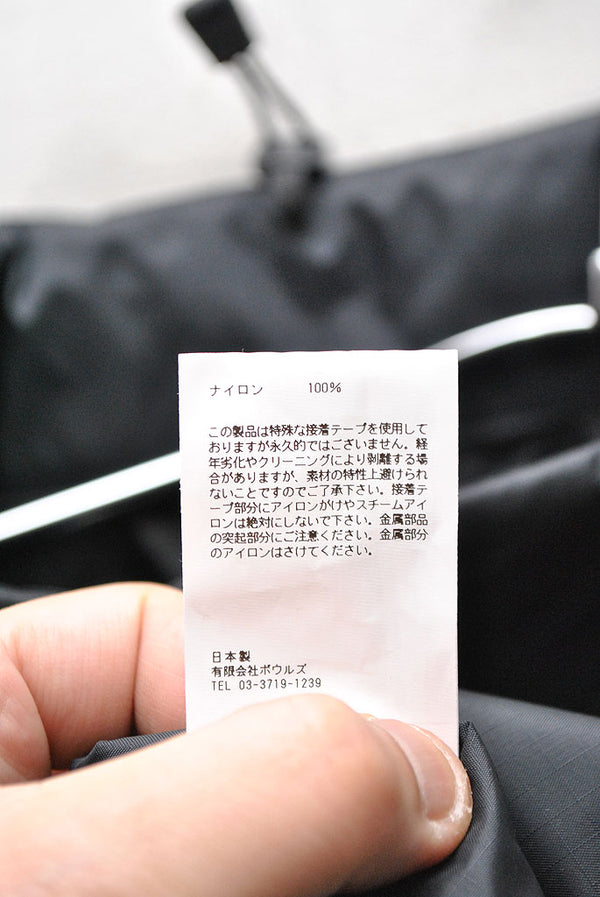 ナイロン 100%
この製品は特殊な接着テープを使用して
おりますが永久的ではございません。経
年劣化やクリーニングにより剥離する場
合がありますが、素材の特性上避けられ
ないことですのでご了承下さい。接着テ
ープ部分にアイロンがけやスチームアイ
ロンは絶対にしないで下さい。金属部品
の突起部分にご注意ください。金属部分
のアイロンはさけてください。
日本製
有限会社ボウルズ
TEL 03-3719-1239